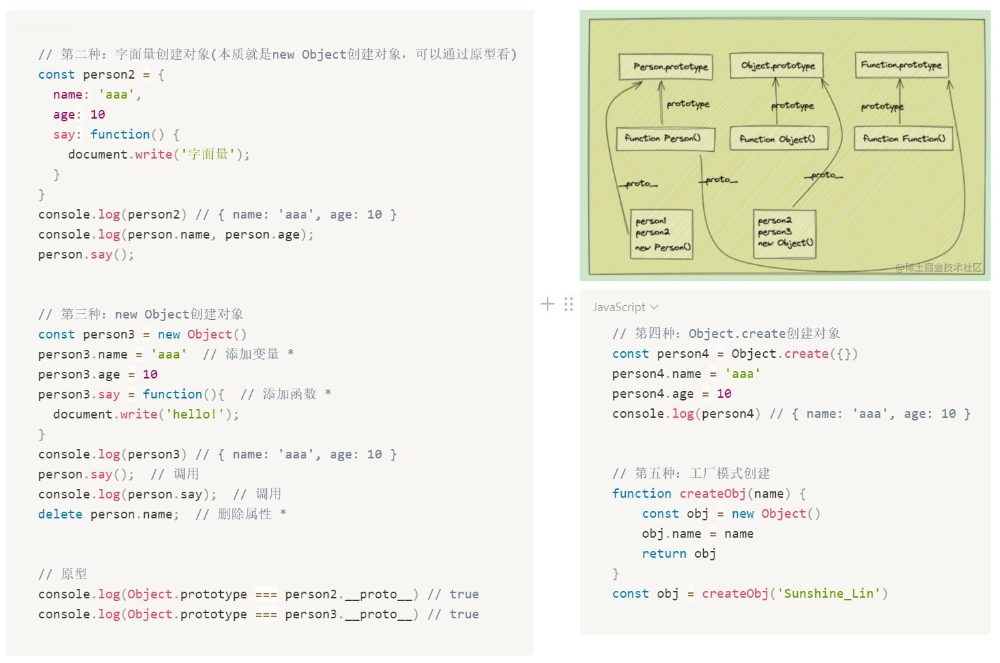 JavaScript
// 第二种：字面量创建对象(本质就是new Object创建对象，可以通过原型看)
const person2 = {
  name: 'aaa',
  age: 10
  say: function() {
    document.write('字面量');
  }
}
console.log(person2) // { name: 'aaa', age: 10 }
console.log(person.name, person.age);
person.say();
// 第三种：new Object创建对象
const person3 = new Object()
person3.name = 'aaa'  // 添加变量 *
person3.age = 10
person3.say = function(){  // 添加函数 *
  document.write('hello!');
}
console.log(person3) // { name: 'aaa', age: 10 }
person.say();  // 调用
console.log(person.say);  // 调用
delete person.name;  // 删除属性 *
// 原型
console.log(Object.prototype === person2.__proto__) // true
console.log(Object.prototype === person3.__proto__) // true
Person.prototype
Object.prototype
Function.prototype
prototype
prototype
prototype
function Person()
function Object()
function Function()
__proto__
__proto__
__proto__
person1
person2
new Person()
person2
person3
new Object()
@稀土掘金技术社区
JavaScript
// 第四种：Object.create创建对象
const person4 = Object.create({})
person4.name = 'aaa'
person4.age = 10
console.log(person4) // { name: 'aaa', age: 10 }
// 第五种：工厂模式创建
function createObj(name) {
    const obj = new Object()
    obj.name = name
    return obj
}
const obj = createObj('Sunshine_Lin')